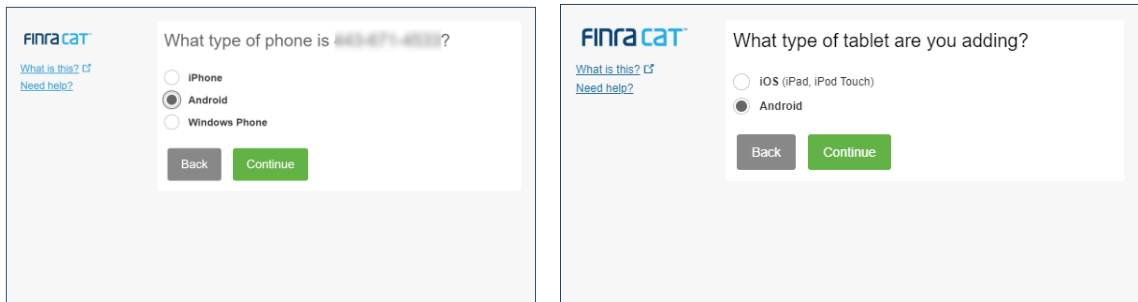 FINra CaT
What is this?
Need help?
What type of phone is ?
iPhone
Android
Windows Phone
Back
Continue
FINra CaT
What is this?
Need help?
What type of tablet are you adding?
iOS (iPad, iPod Touch)
Android
Back
Continue